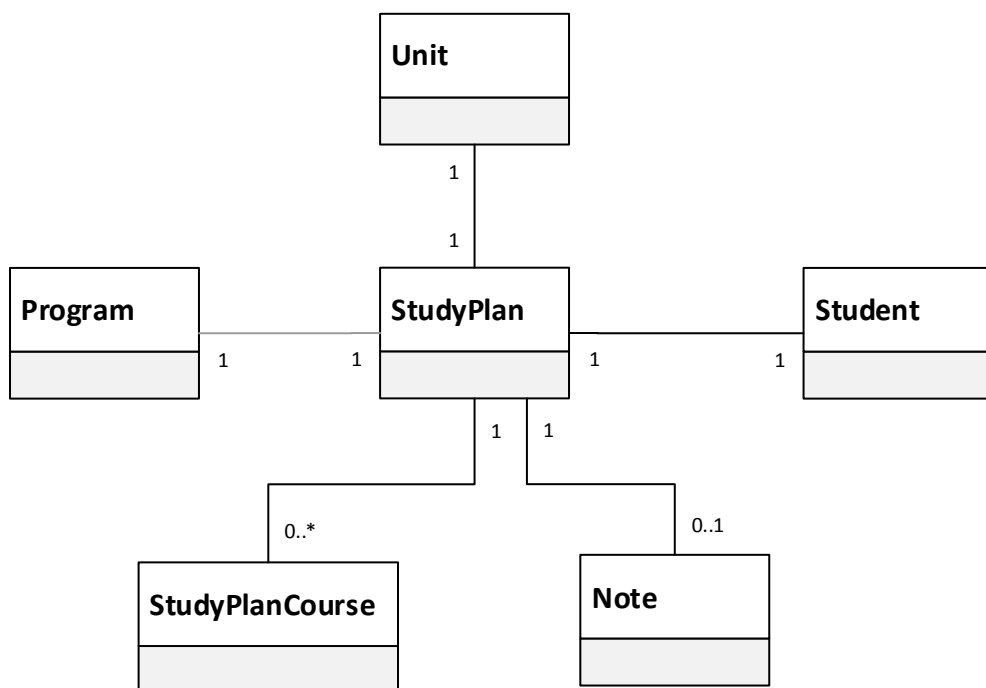 Unit
1
1
Program
StudyPlan
Student
1
1
1
1
1
1
0..*
0..1
StudyPlanCourse
Note